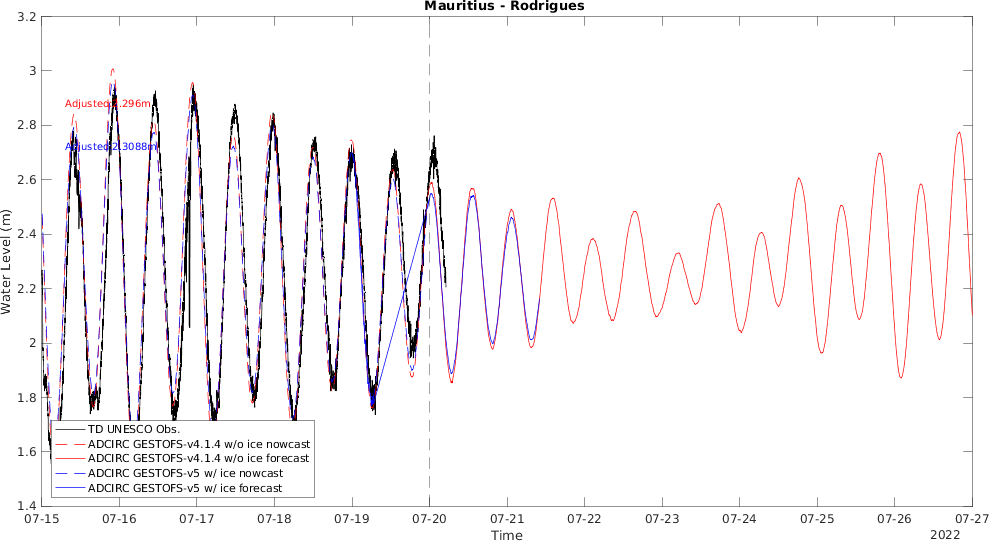 Mauritius - Rodrigues
Water Level (m)
3.2
3
2.8
2.6
2.4
2.2
2
1.8
1.6
1.4
Adjusted
.296m
Adjusted
2.3088m
TD UNESCO Obs.
ADCIRC GESTOFS-v4.1.4 w/o ice nowcast
ADCIRC GESTOFS-v4.1.4 w/o ice forecast
ADCIRC GESTOFS-v5 w/ ice nowcast
ADCIRC GESTOFS-v5 w/ ice forecast
07-15 07-16 07-17 07-18 07-19 07-20 07-21 07-22 07-23 07-24 07-25 07-26 07-27
2022
Time